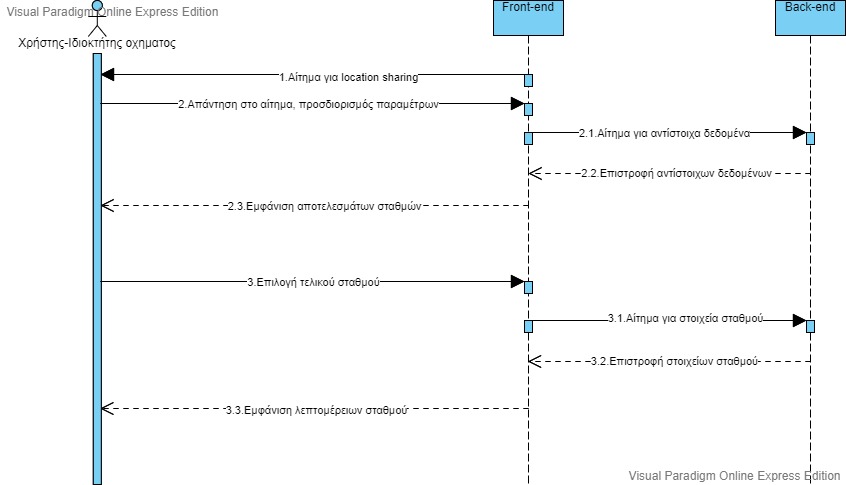 Visual Paradigm Online Express Edition
Front-end
Back-end
Χρήστης-Ιδιοκτήτης οχηματος
1.Αίτημα για location sharing
2.Απάντηση στο αίτημα, προσδιορισμός παραμέτρων
2.1.Αίτημα για αντίστοιχα δεδομένα
2.2.Επιστροφή αντίστοιχων δεδομένων
2.3.Εμφάνιση αποτελεσμάτων σταθμών
3.Επιλογή τελικού σταθμού
3.1.Αίτημα για στοιχεία σταθμού
3.2.Επιστροφή στοιχείων σταθμού
3.3.Εμφάνιση λεπτομέρειων σταθμού
Visual Paradigm Online Express Edition